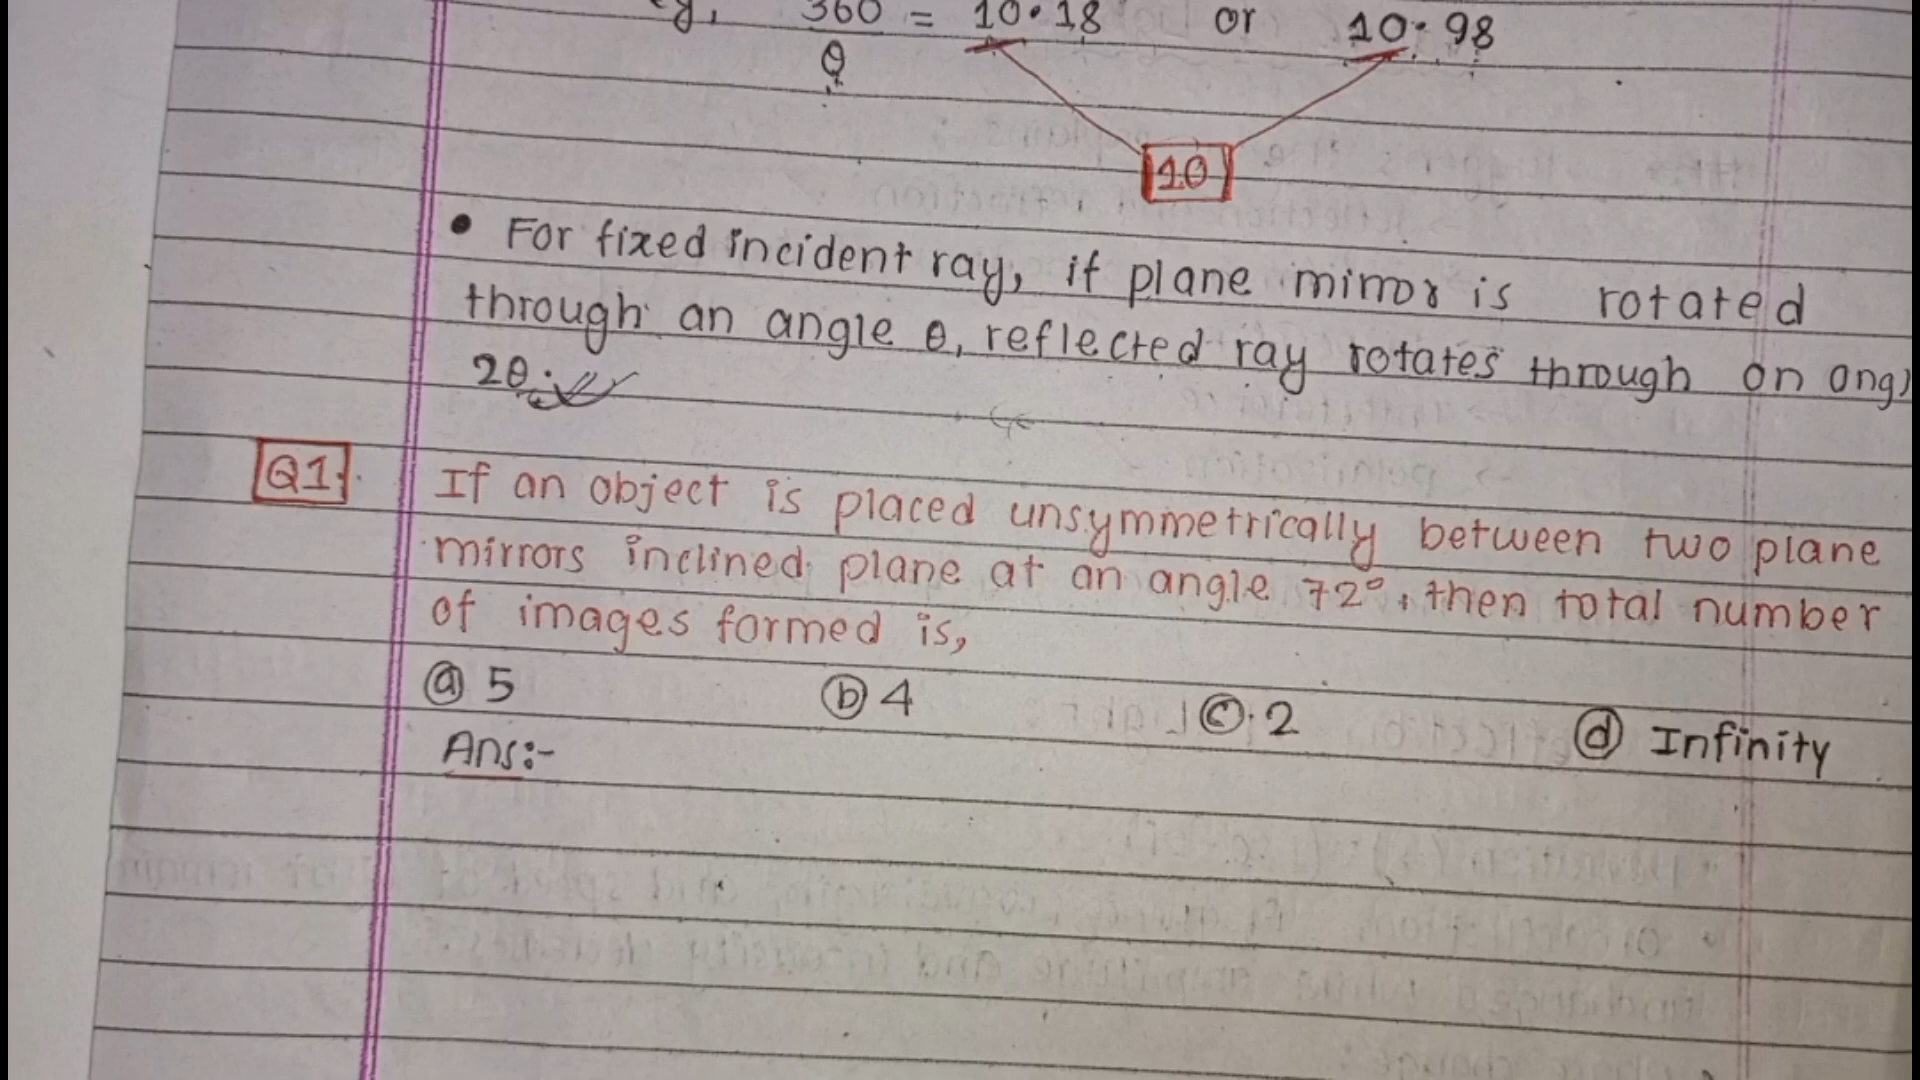 360/θ = 10.18 or 10.98
10
• For fixed incident ray, if plane mirror is rotated
through an angle θ, reflected ray rotates through an
2θ.
Q1. If an object is placed unsymmetrically between two plane
mirrors inclined plane at an angle 72°, then total number
of images formed is,
(a) 5 (b) 4 (c) 2 (d) Infinity
Ans:-